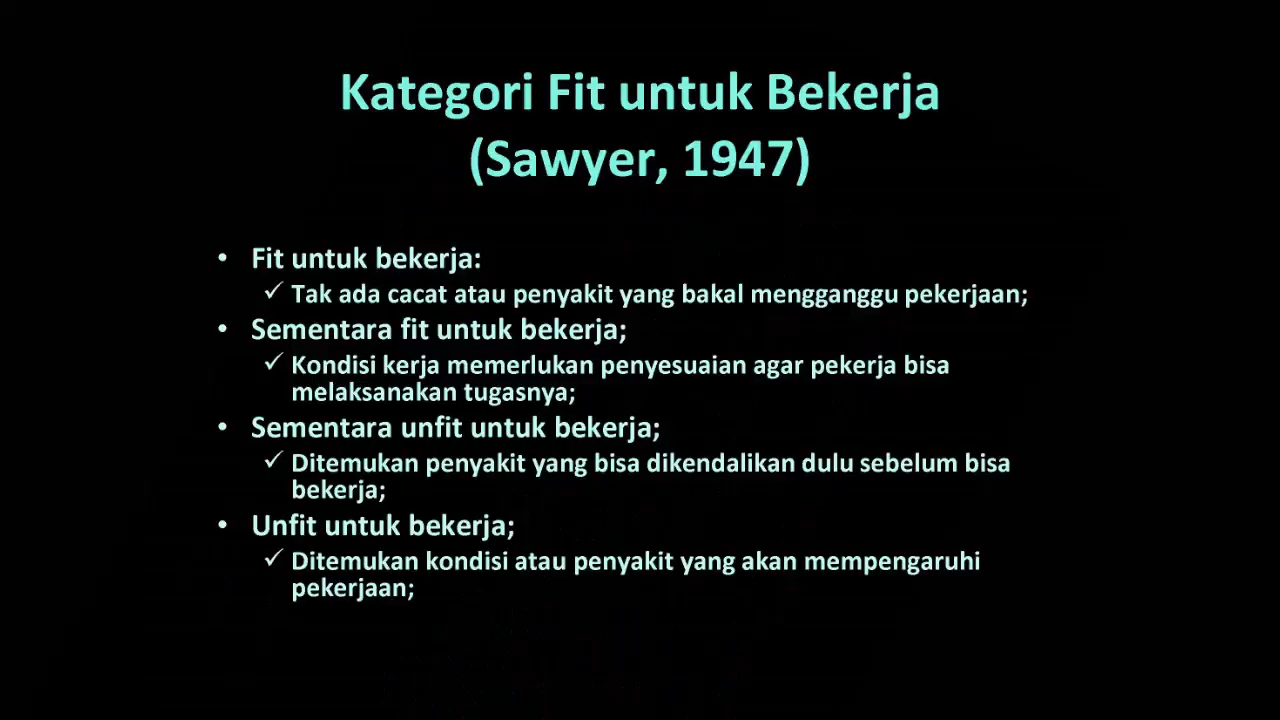 Kategori Fit untuk Bekerja
(Sawyer, 1947)
• Fit untuk bekerja:
✓ Tak ada cacat atau penyakit yang bakal mengganggu pekerjaan;
• Sementara fit untuk bekerja;
✓ Kondisi kerja memerlukan penyesuaian agar pekerja bisa
melaksanakan tugasnya;
• Sementara unfit untuk bekerja;
✓ Ditemukan penyakit yang bisa dikendalikan dulu sebelum bisa
bekerja;
• Unfit untuk bekerja;
✓ Ditemukan kondisi atau penyakit yang akan mempengaruhi
pekerjaan;